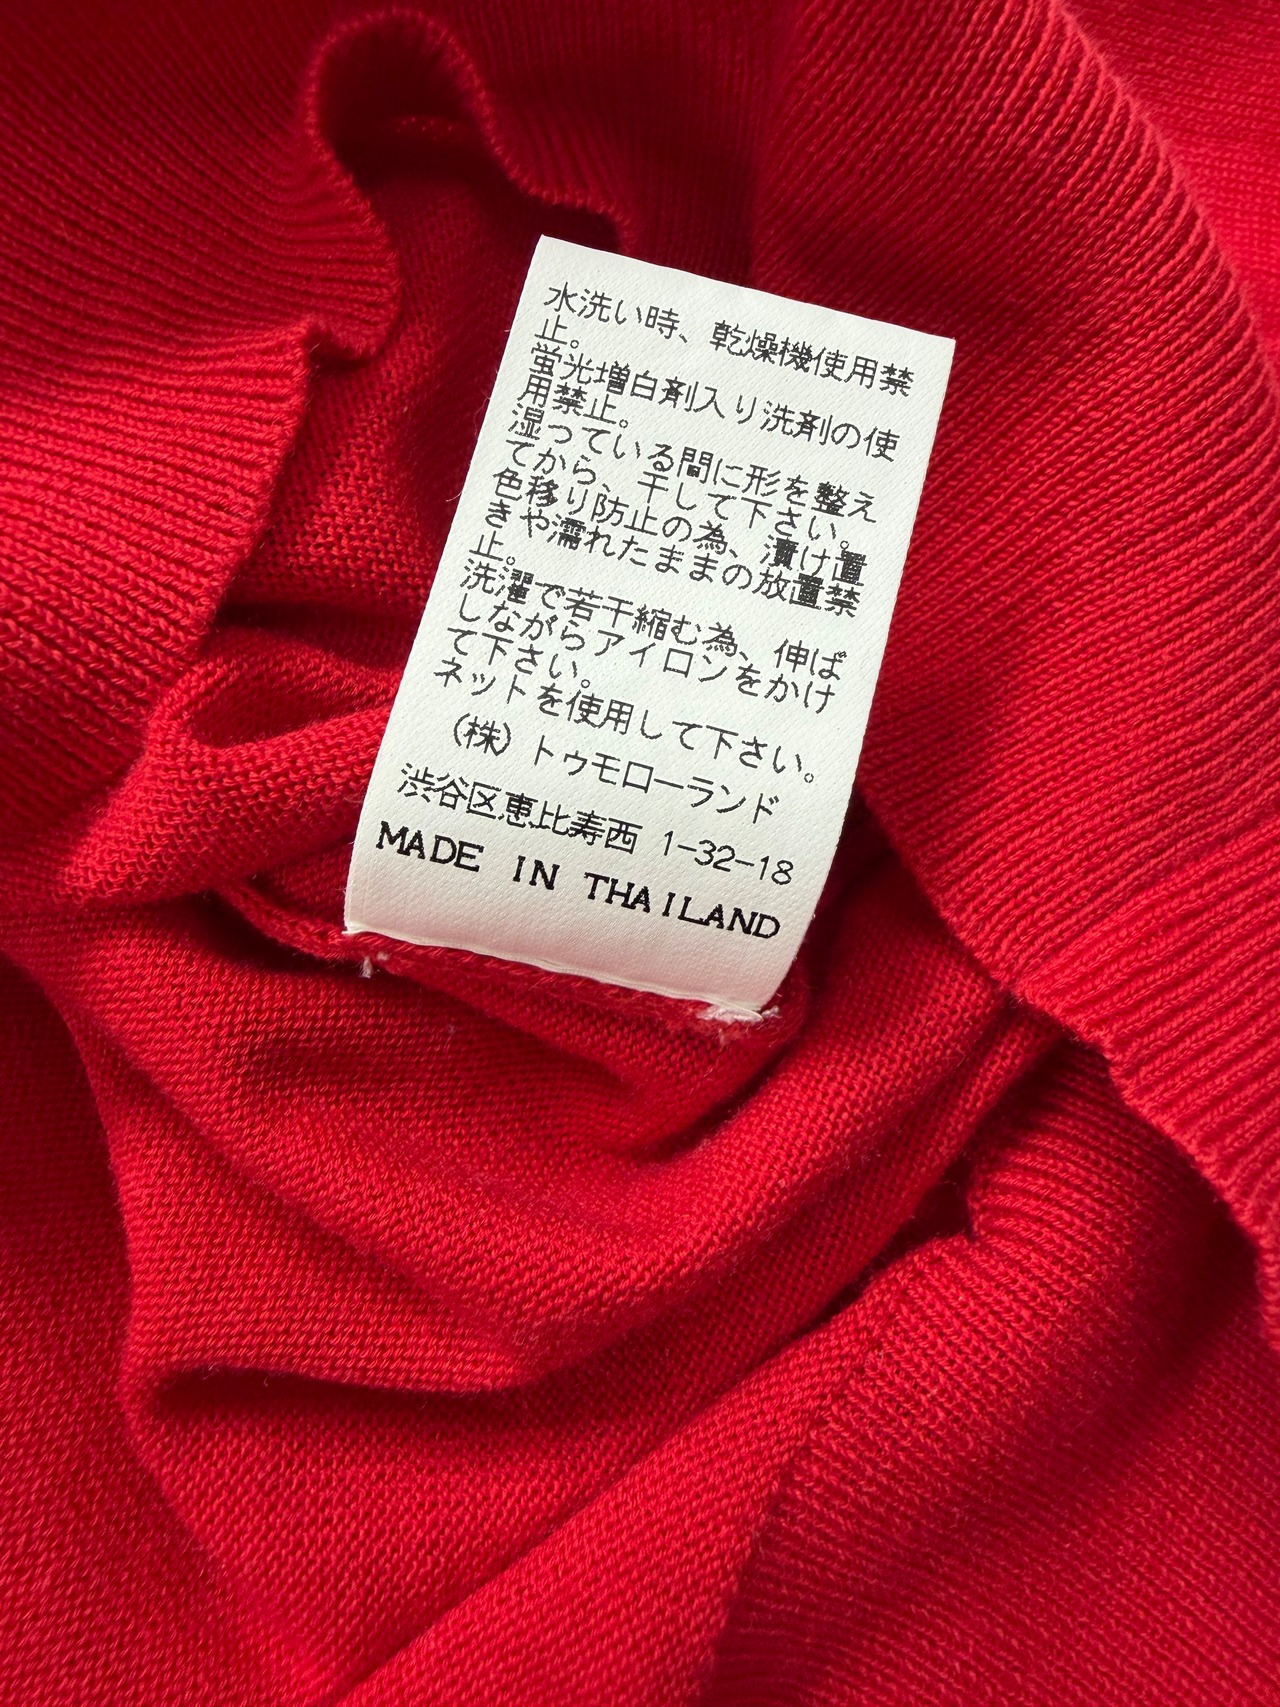 水洗い時、乾燥機使用禁
止。
蛍光増白剤入り洗剤の使
用禁止。
湿っている間に形を整え
てから、干して下さい。
色移り防止の為、漬け置
きや濡れたままの放置禁
止。
洗濯で若干縮む為、伸ば
しながらアイロンをかけ
て下さい。
ネットを使用して下さい。
(株)トゥモローランド
渋谷区恵比寿西 1-32-18
MADE IN THAILAND